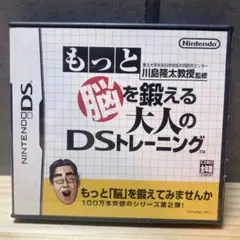 Nintendo
東北大学未来科学技術共同研究センター
川島隆太教授監修
もっと
脳を鍛える
大人の
DSトレーニング™
NINTENDO DS™
もっと「脳」を鍛えてみませんか
100万本突破のシリーズ第2弾!